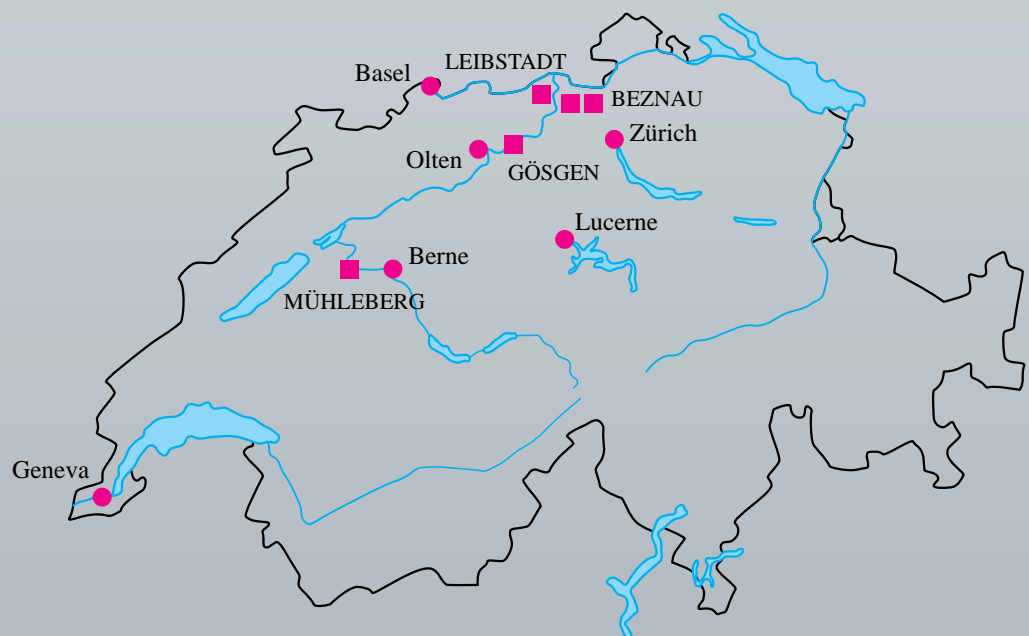 LEIBSTADT
Basel
BEZNAU
Zürich
Olten
GÖSGEN
Lucerne
Berne
MÜHLEBERG
Geneva